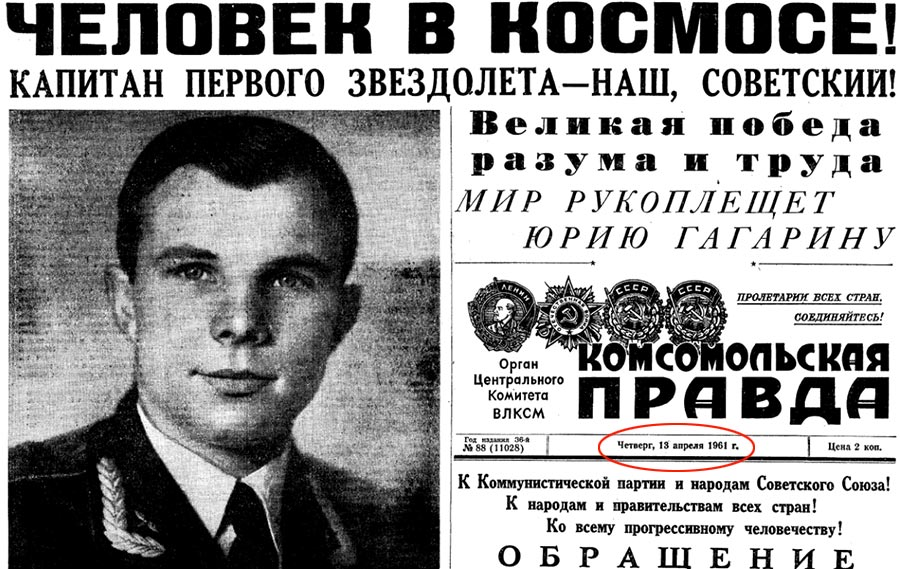 ЧЕЛОВЕК В КОСМОСЕ!
КАПИТАН ПЕРВОГО ЗВЕЗДОЛЕТА—НАШ, СОВЕТСКИЙ!
Великая победа
разума и труда
МИР РУКОПЛЕЩЕТ
ЮРИЮ ГАГАРИНУ
ЛЕНИН
ОТЕЧЕСТВЕННАЯ
СССР
СССР
ПРОЛЕТАРИИ ВСЕХ СТРАН,
СОЕДИНЯЙТЕСЬ!
Орган
Центрального
Комитета
ВЛКСМ
КОМСОМОЛЬСКАЯ
ПРАВДА
Год издания 36-й
№ 88 (11028)
Четверг, 13 апреля 1961 г.
Цена 2 коп.
К Коммунистической партии и народам Советского Союза!
К народам и правительствам всех стран!
Ко всему прогрессивному человечеству!
ОБРАЩЕНИЕ